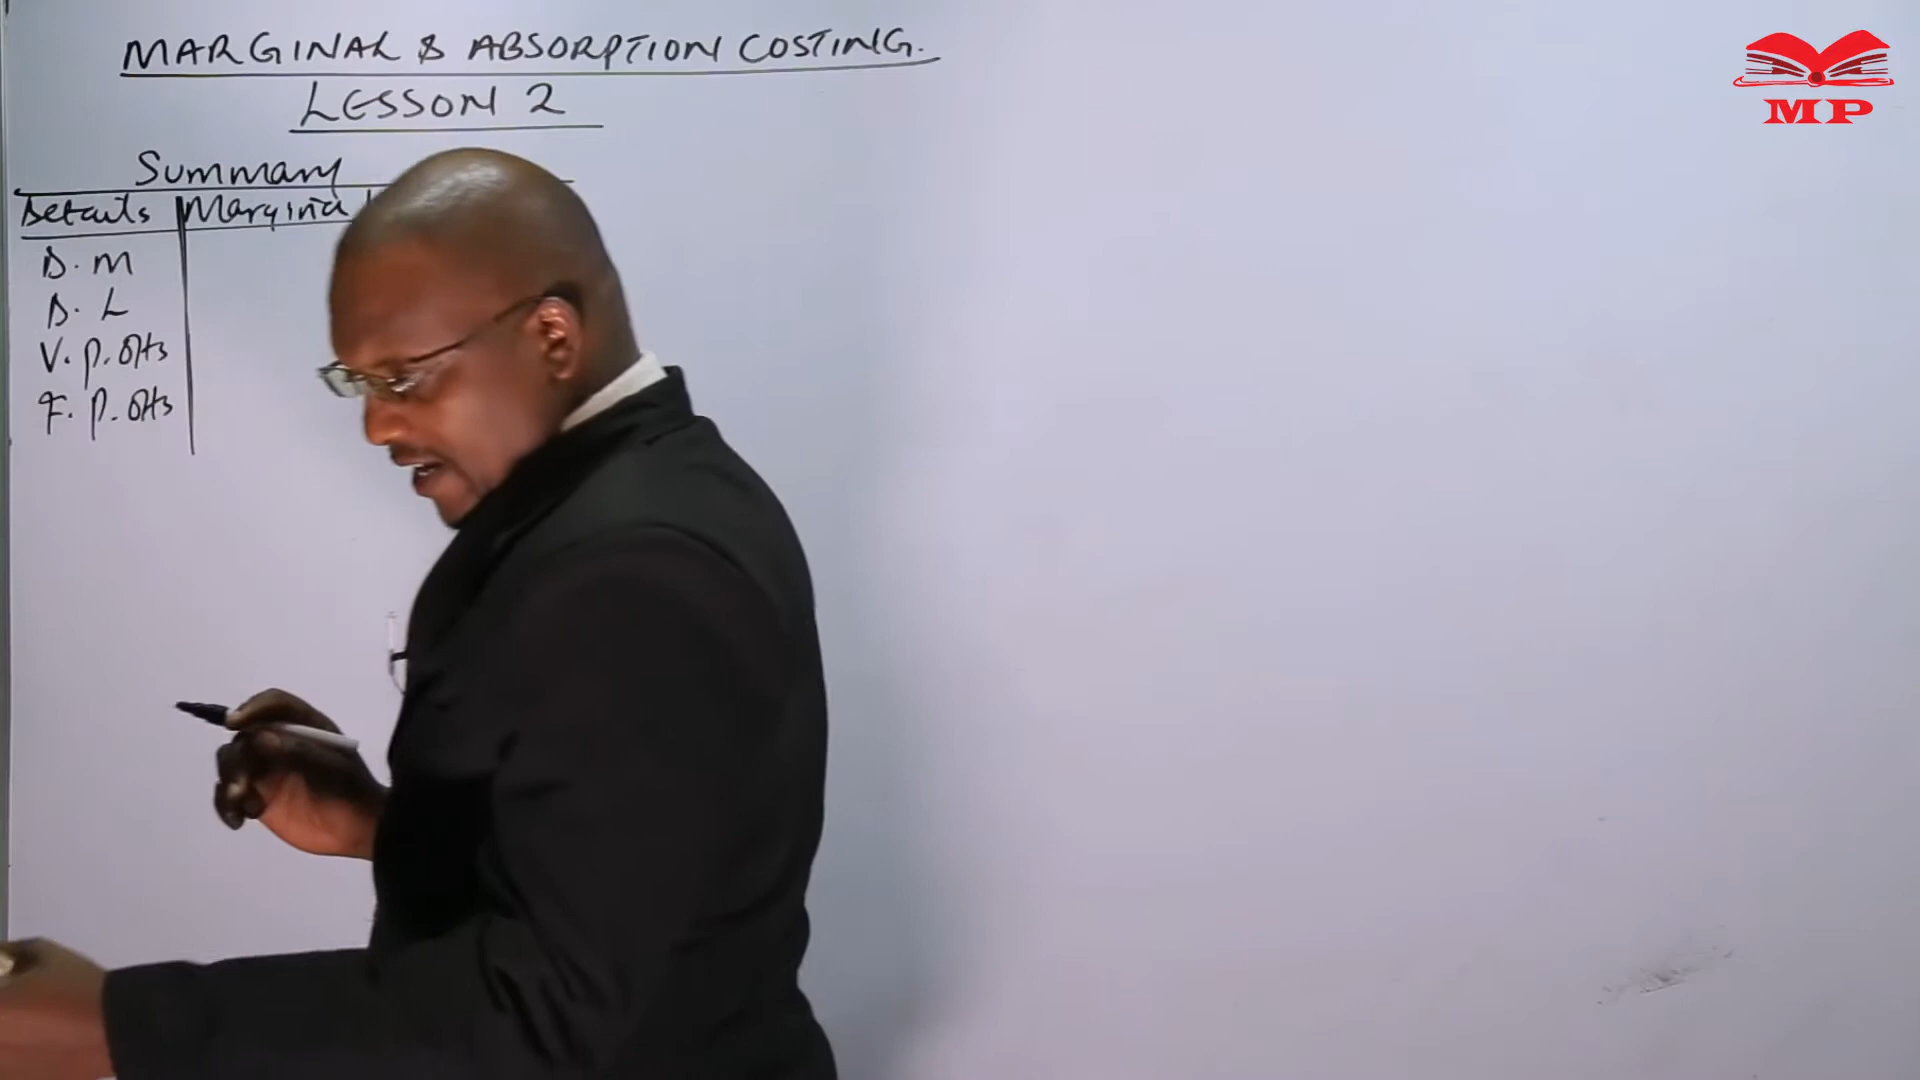 MARGINAL & ABSORPTION COSTING.
LESSON 2
Summary
Details Marginal
D. M
D. L
V. p. OHs
F. p. OHs
MP